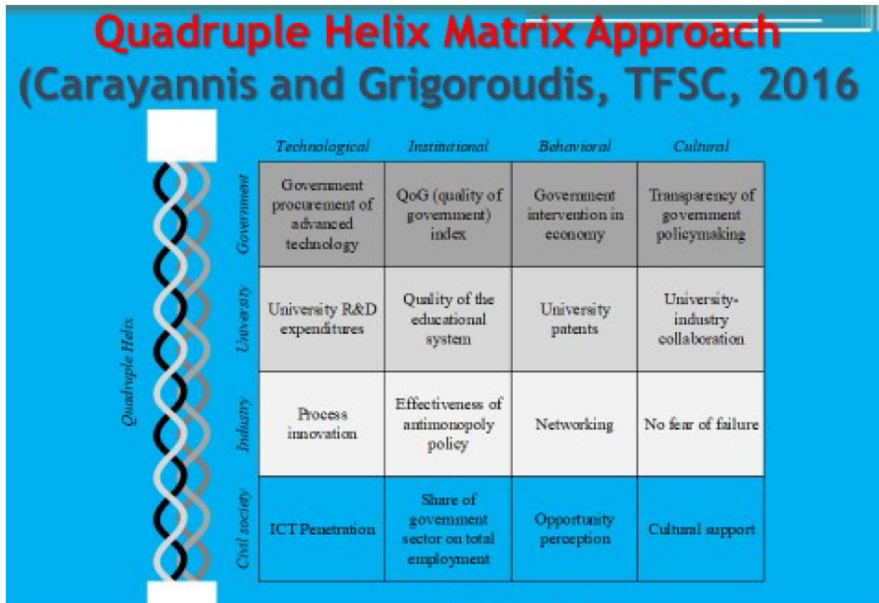 Quadruple Helix Matrix Approach
(Carayannis and Grigoroudis, TFSC, 2016
Technological Institutional Behavioral Cultural
Quadruple Helix
Government
Government
procurement of
advanced
technology
QoG (quality of
government)
index
Government
intervention in
economy
Transparency of
government
policymaking
University
University R&D
expenditures
Quality of the
educational
system
University
patents
University-
industry
collaboration
Industry
Process
innovation
Effectiveness of
antimonopoly
policy
Networking
No fear of failure
Civil society
ICT Penetration
Share of
government
sector on total
employment
Opportunity
perception
Cultural support